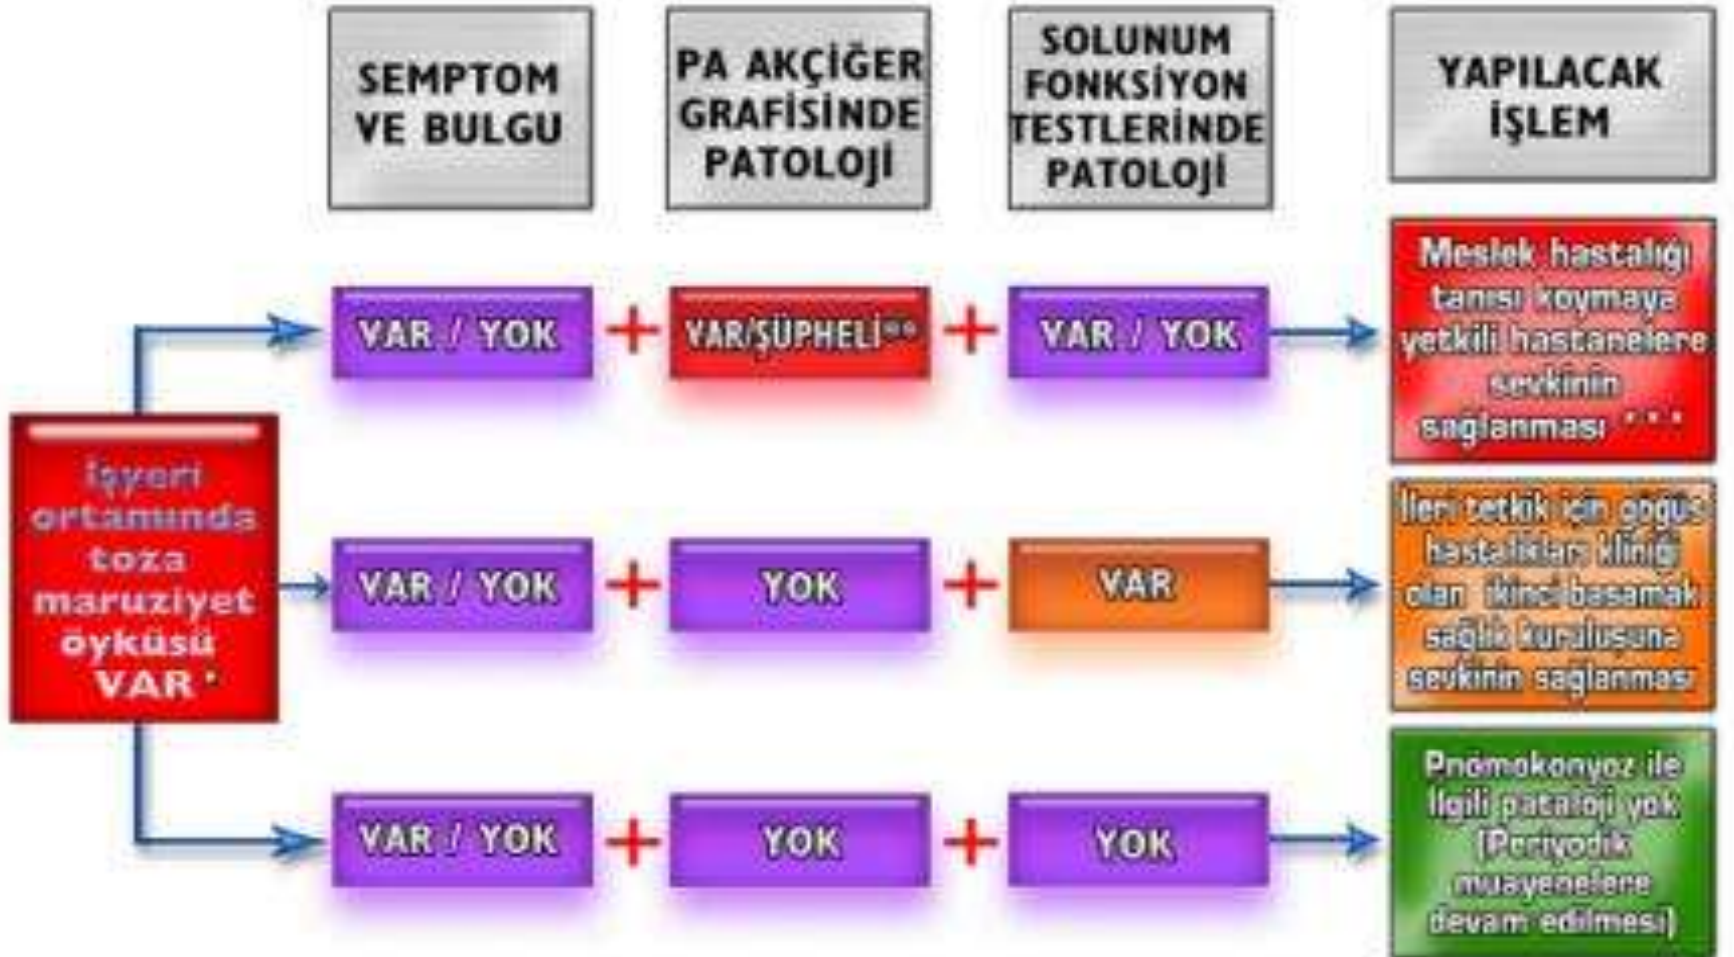 SEMPTOM
VE BULGU
PA AKÇİĞER
GRAFİSİNDE
PATOLOJİ
SOLUNUM
FONKSİYON
TESTLERİNDE
PATOLOJİ
YAPILACAK
İŞLEM
İşyeri
ortamında
toza
maruziyet
öyküsü
VAR *
VAR / YOK
+
VAR/ŞÜPHELİ**
+
VAR / YOK
Meslek hastalığı
tanısı koymaya
yetkili hastanelere
sevkinin
sağlanması ***
VAR / YOK
+
YOK
+
VAR
İleri tetkik için göğüs
hastalıkları kliniği
olan ikinci basamak
sağlık kuruluşuna
sevkinin sağlanması
VAR / YOK
+
YOK
+
YOK
Pnömokonyoz ile
ilgili pataloji yok
(Periyodik
muayenelere
devam edilmesi)